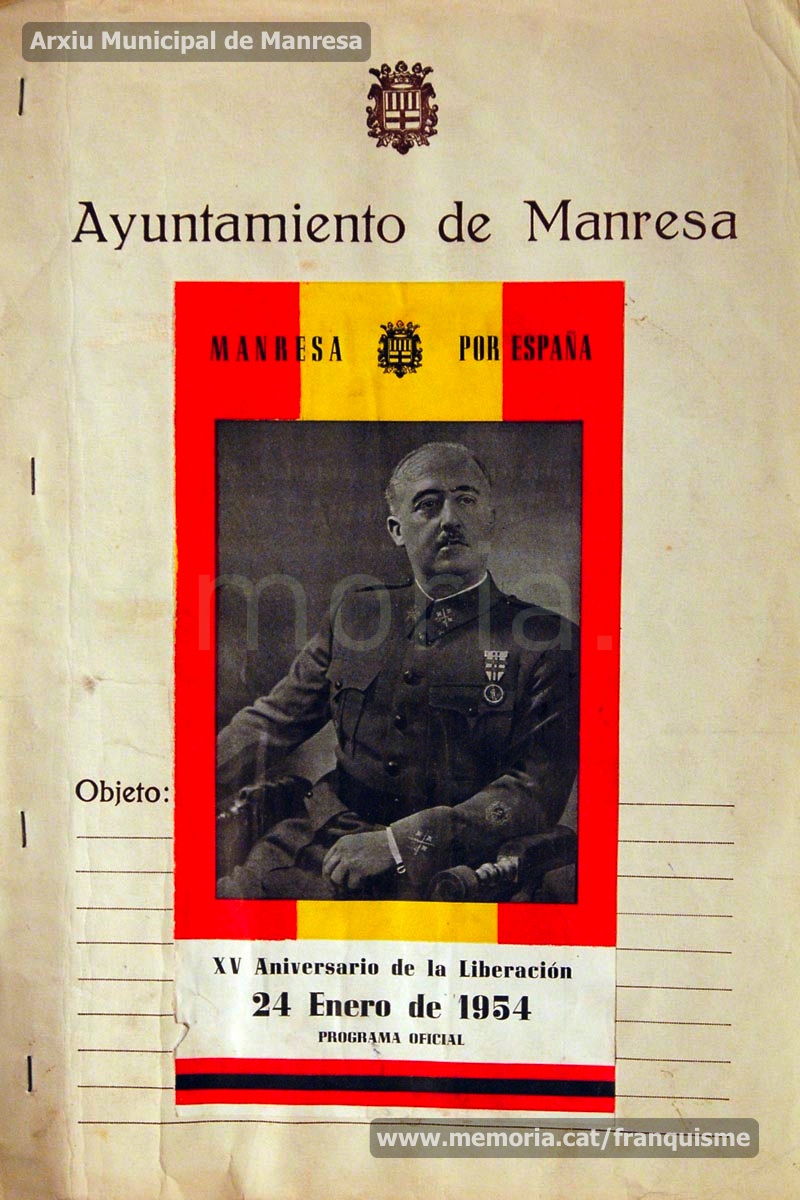 Arxiu Municipal de Manresa
Ayuntamiento de Manresa
MANRESA POR ESPAÑA
moria.
Objeto:
XV Aniversario de la Liberación
24 Enero de 1954
PROGRAMA OFICIAL
www.memoria.cat/franquisme